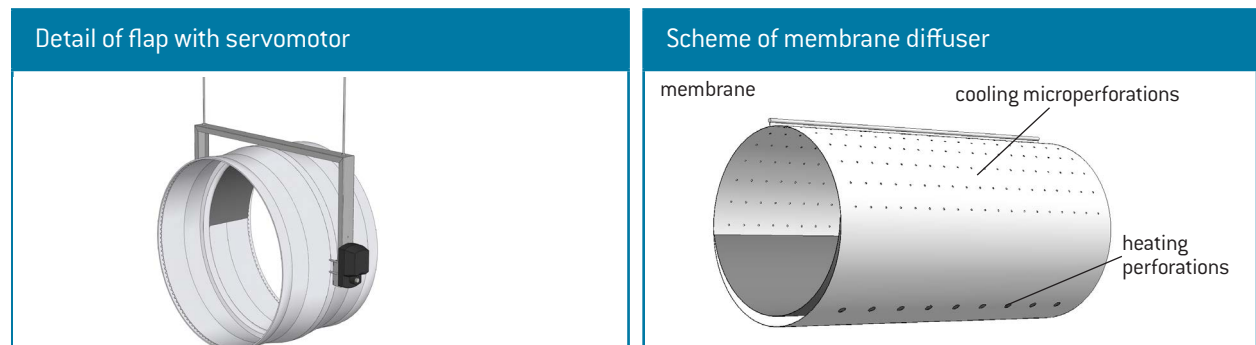 Detail of flap with servomotor
Scheme of membrane diffuser
membrane
cooling microperforations
heating
perforations